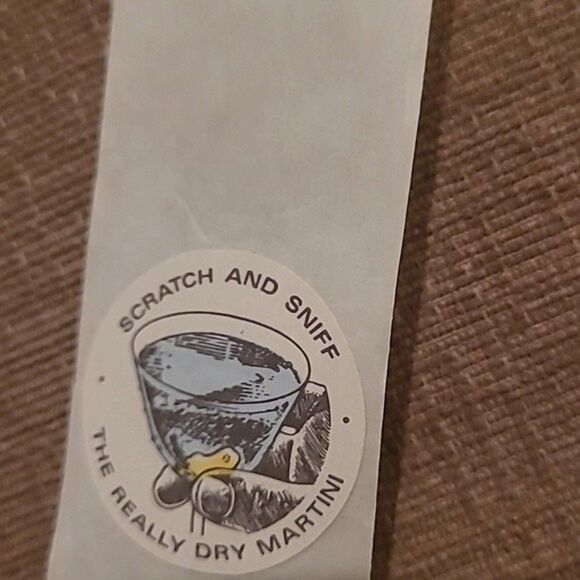 SCRATCH AND SNIFF
THE REALLY DRY MARTINI